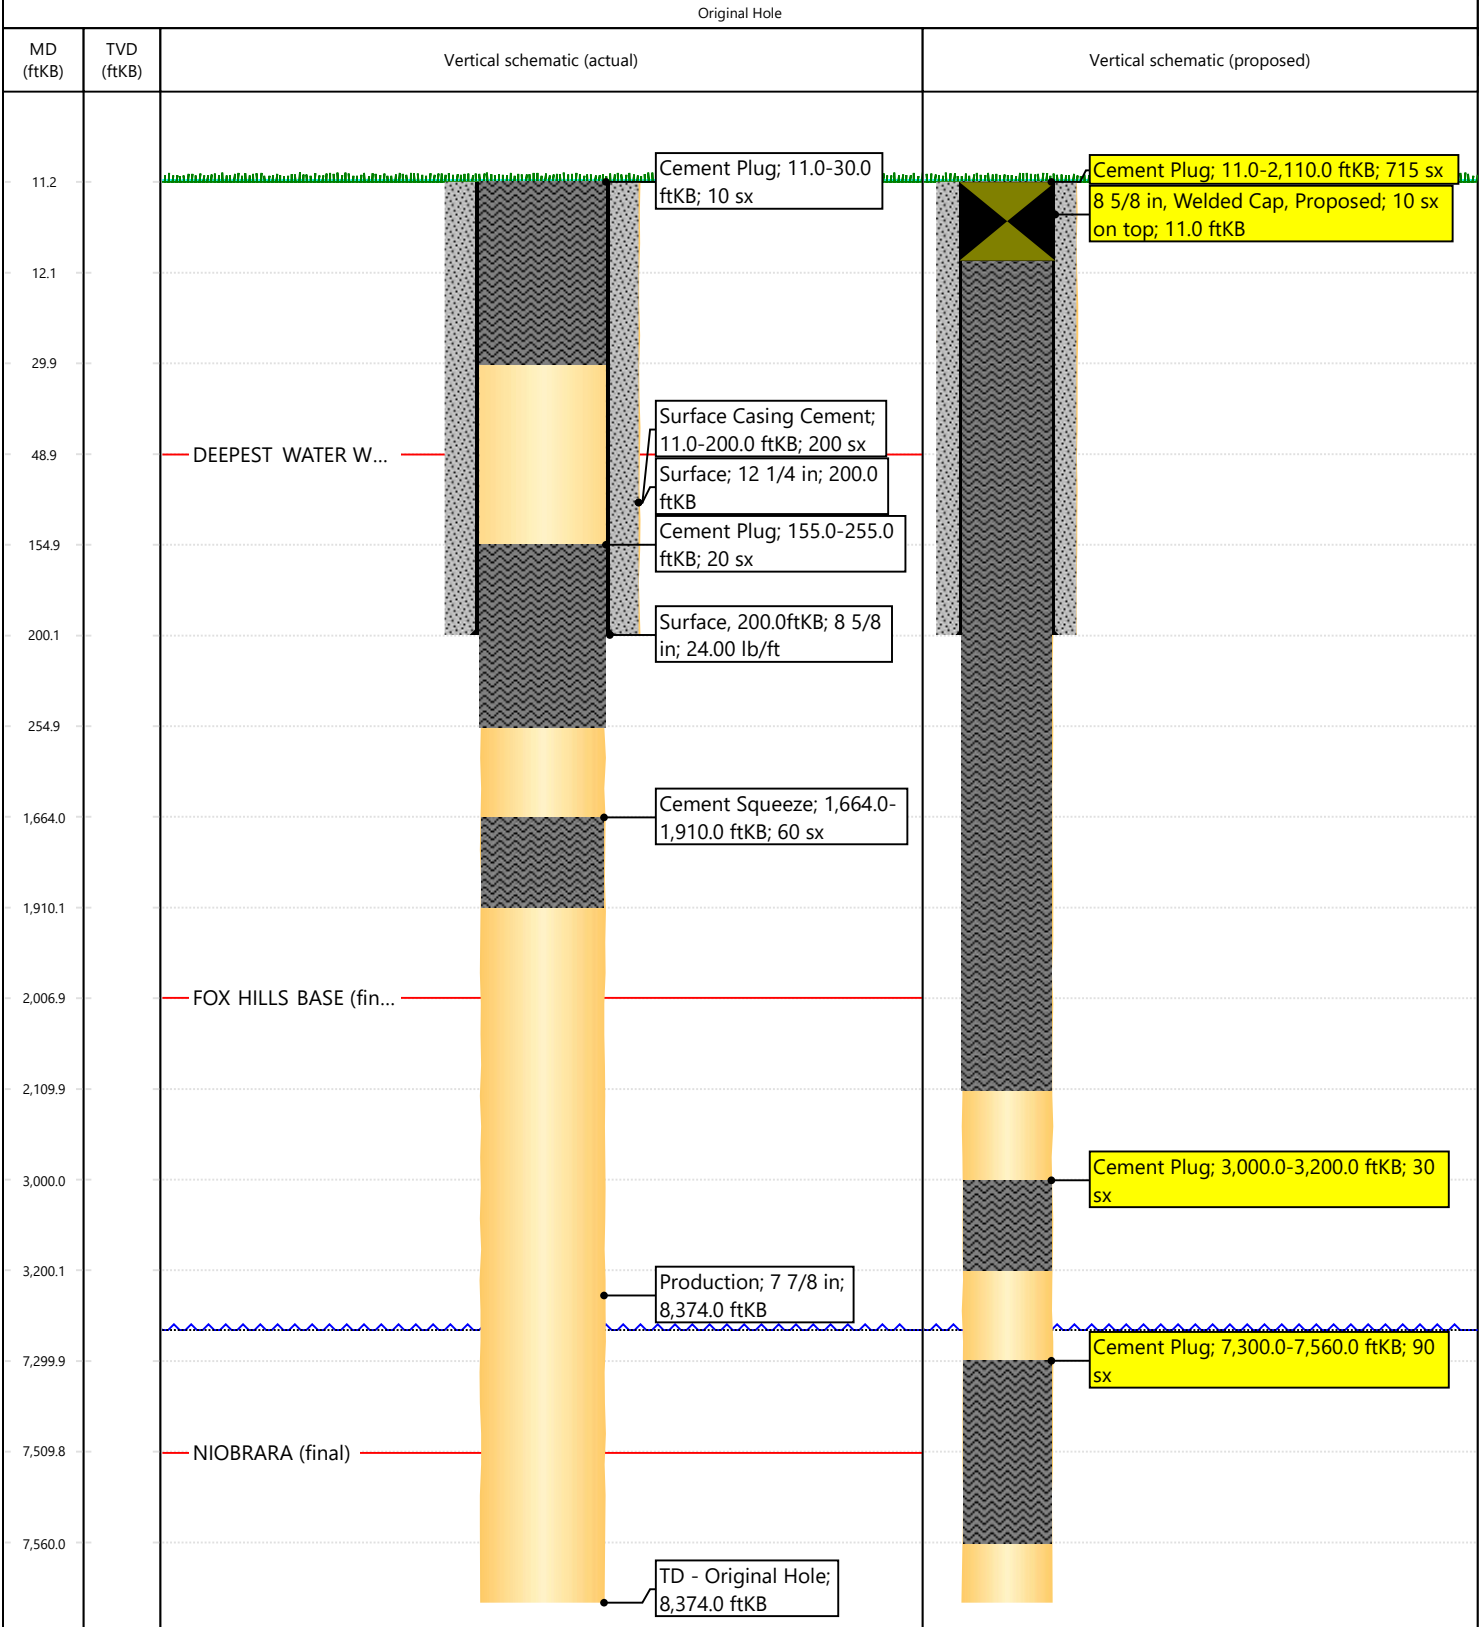 Original Hole
MD
(ftKB)
TVD
(ftKB)
Vertical schematic (actual)
Vertical schematic (proposed)
11.2
12.1
29.9
48.9
154.9
200.1
254.9
1,664.0
1,910.1
2,006.9
2,109.9
3,000.0
3,200.1
7,299.9
7,509.8
7,560.0
DEEPEST WATER W...
FOX HILLS BASE (fin...
NIOBRARA (final)
Cement Plug; 11.0-30.0
ftKB; 10 sx
Surface Casing Cement;
11.0-200.0 ftKB; 200 sx
Surface; 12 1/4 in; 200.0
ftKB
Cement Plug; 155.0-255.0
ftKB; 20 sx
Surface, 200.0ftKB; 8 5/8
in; 24.00 lb/ft
Cement Squeeze; 1,664.0-
1,910.0 ftKB; 60 sx
Production; 7 7/8 in;
8,374.0 ftKB
TD - Original Hole;
8,374.0 ftKB
Cement Plug; 11.0-2,110.0 ftKB; 715 sx
8 5/8 in, Welded Cap, Proposed; 10 sx
on top; 11.0 ftKB
Cement Plug; 3,000.0-3,200.0 ftKB; 30
sx
Cement Plug; 7,300.0-7,560.0 ftKB; 90
sx